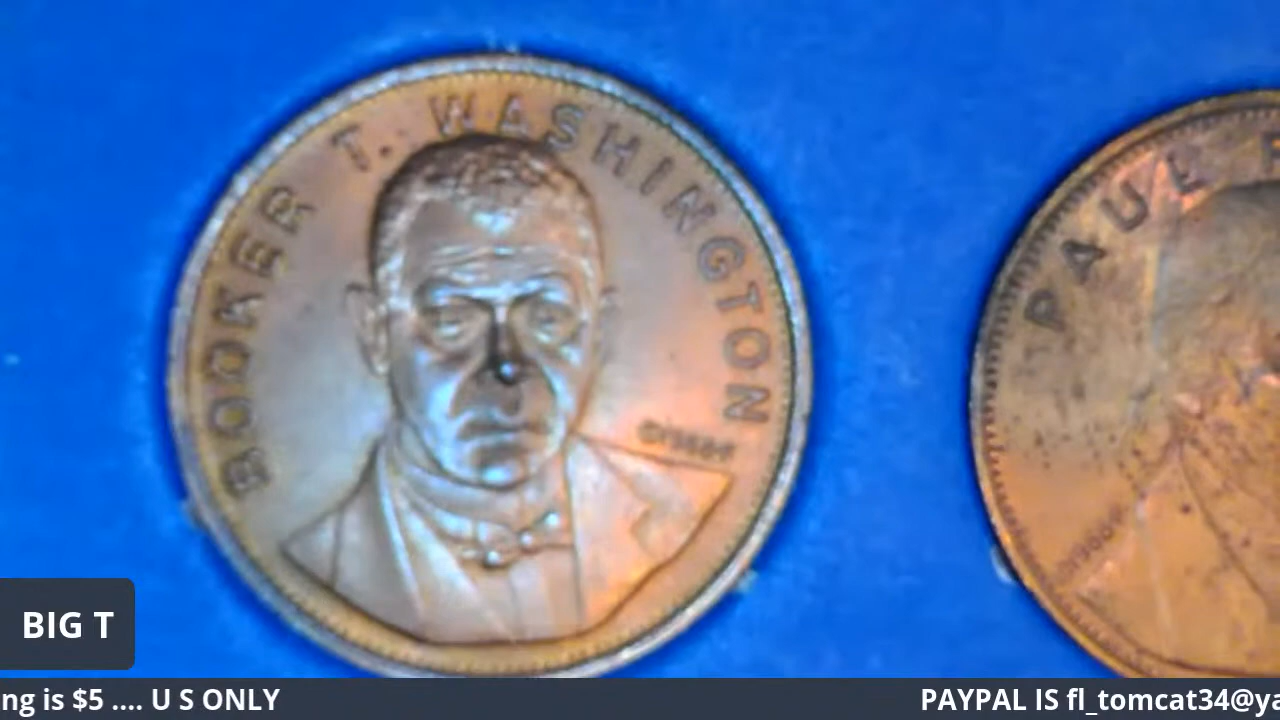 BOOKER T. WASHINGTON
PAUL
BIG T
ng is $5 .... U S ONLY
PAYPAL IS fl_tomcat34@ya